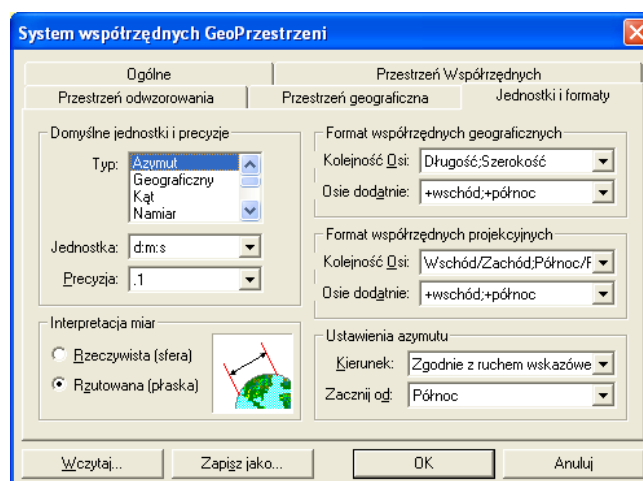 System współrzędnych GeoPrzestrzeni
Ogólne
Przestrzeń Współrzędnych
Przestrzeń odwzorowania
Przestrzeń geograficzna
Jednostki i formaty
Domyślne jednostki i precyzje
Typ:
Azymut
Geograficzny
Kąt
Namiar
Jednostka: d:m:s
Precyzja: .1
Interpretacja miar
Rzeczywista (sfera)
Rzutowana (płaska)
Format współrzędnych geograficznych
Kolejność Osi: Długość;Szerokość
Osie dodatnie: +wschód;+północ
Format współrzędnych projekcyjnych
Kolejność Osi: Wschód/Zachód;Północ/F
Osie dodatnie: +wschód;+północ
Ustawienia azymutu
Kierunek: Zgodnie z ruchem wskazówe
Zacznij od: Północ
Wczytaj...
Zapisz jako...
OK
Anuluj